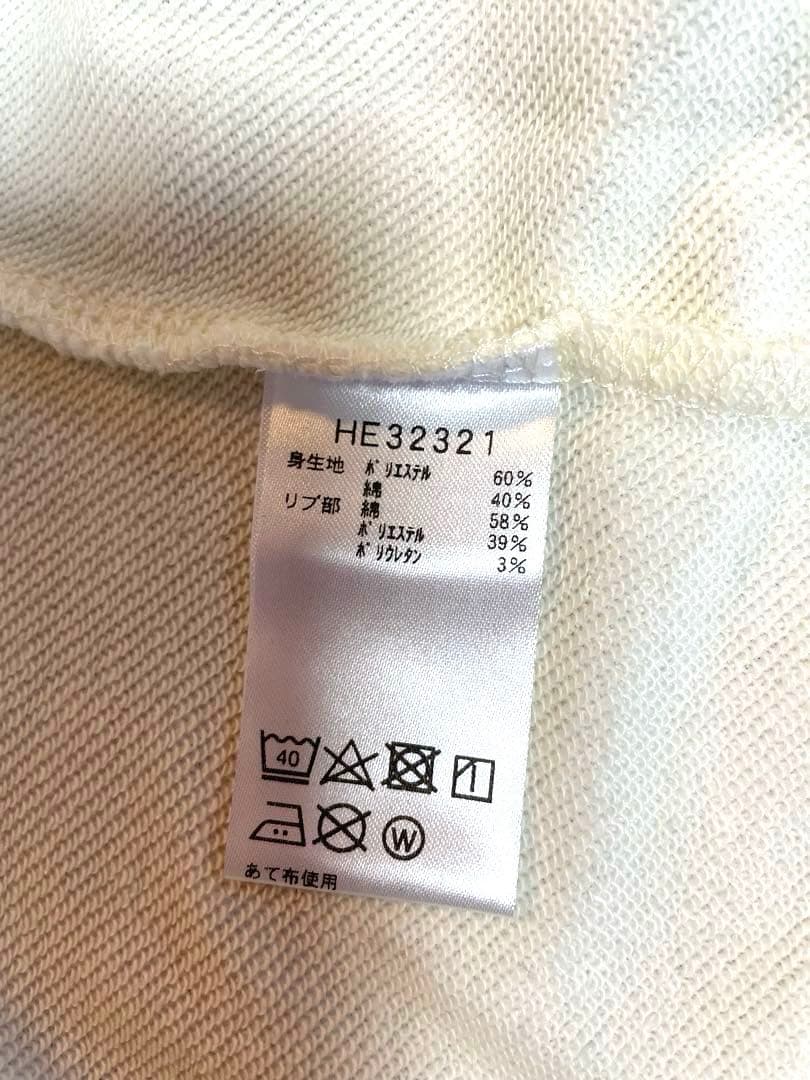 HE32321
身生地 ポリエステル 60%
綿 40%
リブ部 綿 58%
ポリエステル 39%
ポリウレタン 3%
40
W
あて布使用